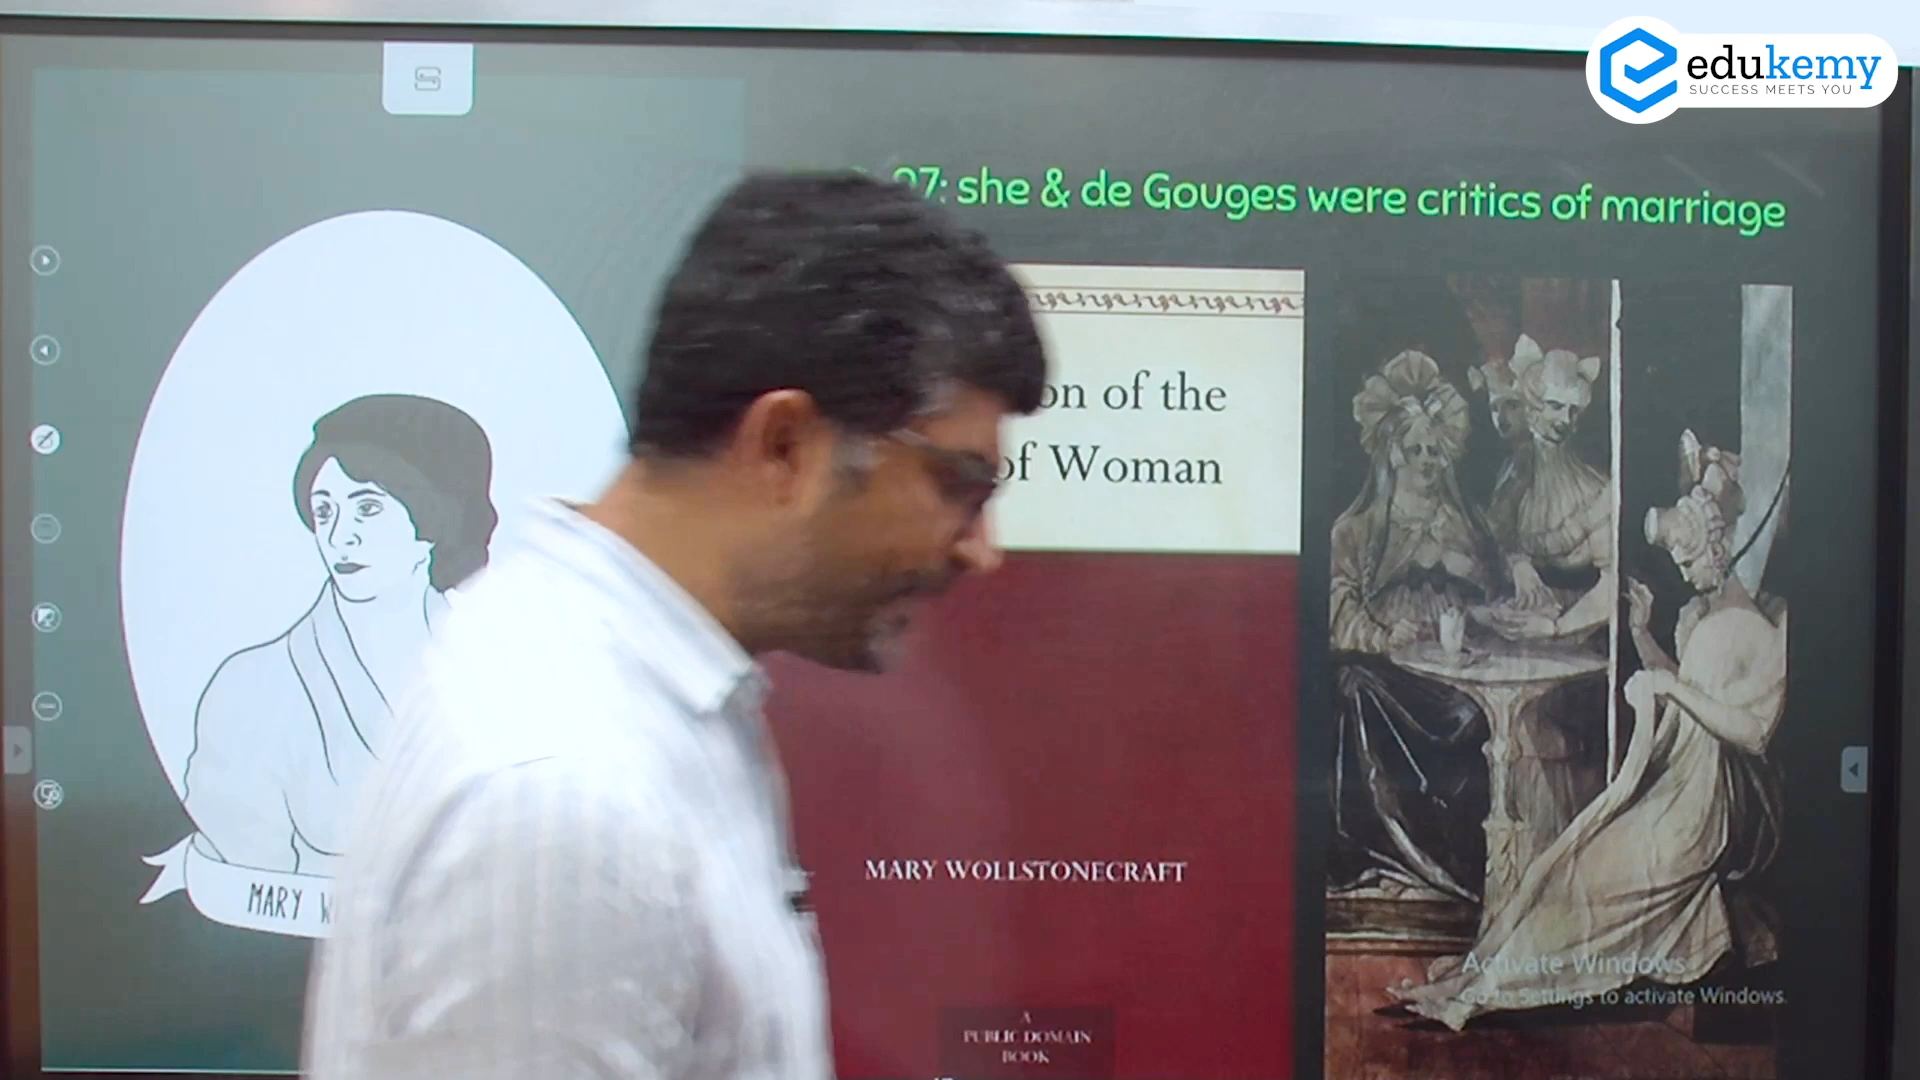 edukemy
SUCCESS MEETS YOU
97: she & de Gouges were critics of marriage
on of the
of Woman
MARY WOLLSTONECRAFT
MARY W
A
PUBLIC DOMAIN
BOOK
Activate Windows
Go to Settings to activate Windows.